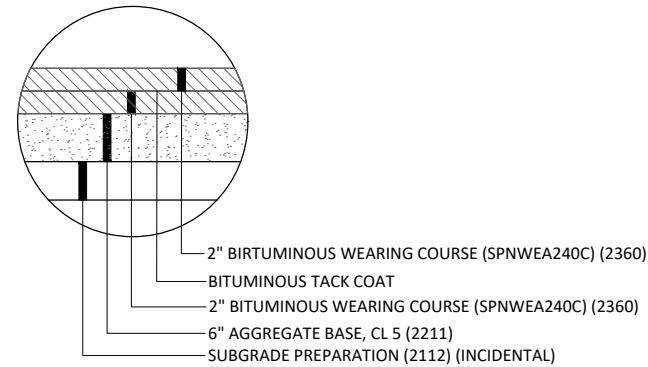 2" BIRTUMINOUS WEARING COURSE (SPNWEA240C) (2360)
BITUMINOUS TACK COAT
2" BITUMINOUS WEARING COURSE (SPNWEA240C) (2360)
6" AGGREGATE BASE, CL 5 (2211)
SUBGRADE PREPARATION (2112) (INCIDENTAL)